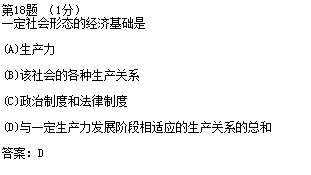 第18题 （1分）
一定社会形态的经济基础是
(A)生产力
(B)该社会的各种生产关系
(C)政治制度和法律制度
(D)与一定生产力发展阶段相适应的生产关系的总和
答案：D